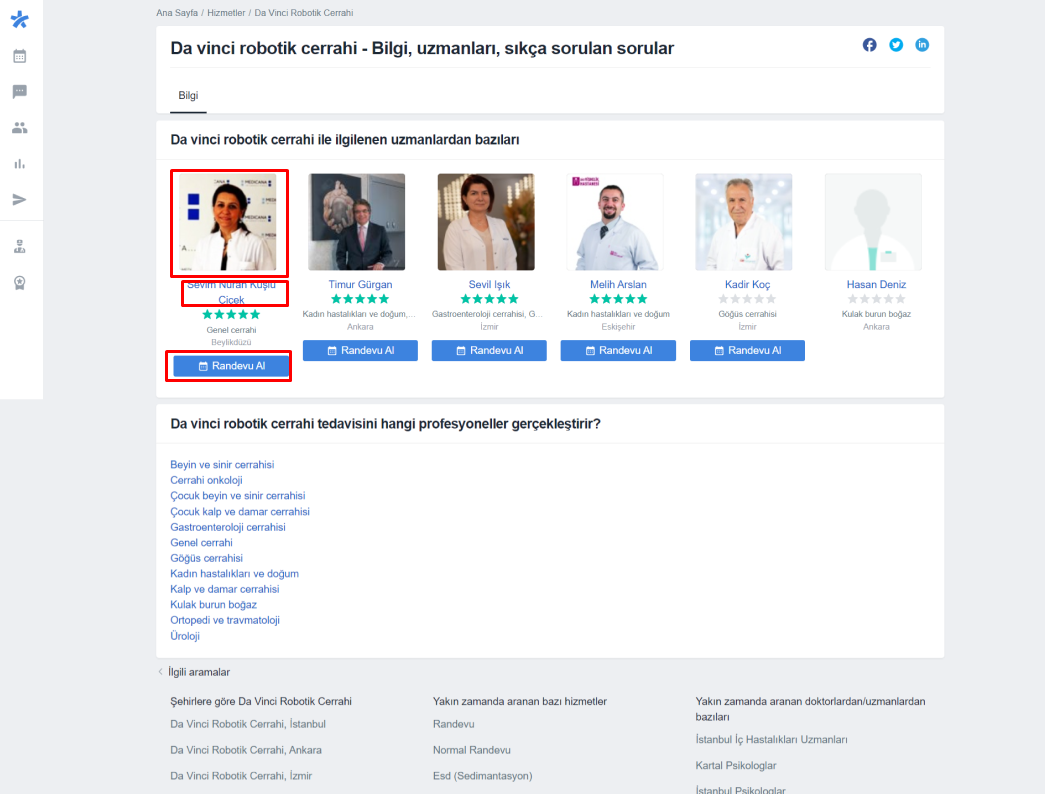 Ana Sayfa / Hizmetler / Da Vinci Robotik Cerrahi
Da vinci robotik cerrahi - Bilgi, uzmanları, sıkça sorulan sorular
Bilgi
Da vinci robotik cerrahi ile ilgilenen uzmanlardan bazıları
MEDICANA
Sevim Nuran Kuşlu
Çiçek
Genel cerrahi
Beylikdüzü
Randevu Al
Timur Gürgan
Kadın hastalıkları ve doğum,...
Ankara
Randevu Al
Sevil Işık
Gastroenteroloji cerrahisi, G...
İzmir
Randevu Al
Melih Arslan
Kadın hastalıkları ve doğum
Eskişehir
Randevu Al
Kadir Koç
Göğüs cerrahisi
İzmir
Randevu Al
Hasan Deniz
Kulak burun boğaz
Ankara
Da vinci robotik cerrahi tedavisini hangi profesyoneller gerçekleştirir?
Beyin ve sinir cerrahisi
Cerrahi onkoloji
Çocuk beyin ve sinir cerrahisi
Çocuk kalp ve damar cerrahisi
Gastroenteroloji cerrahisi
Genel cerrahi
Göğüs cerrahisi
Kadın hastalıkları ve doğum
Kalp ve damar cerrahisi
Kulak burun boğaz
Ortopedi ve travmatoloji
Üroloji
İlgili aramalar
Şehirlere göre Da Vinci Robotik Cerrahi
Da Vinci Robotik Cerrahi, İstanbul
Da Vinci Robotik Cerrahi, Ankara
Da Vinci Robotik Cerrahi, İzmir
Yakın zamanda aranan bazı hizmetler
Randevu
Normal Randevu
Esd (Sedimantasyon)
Yakın zamanda aranan doktorlardan/uzmanlardan
bazıları
İstanbul İç Hastalıkları Uzmanları
Kartal Psikologlar
İstanbul Psikologlar